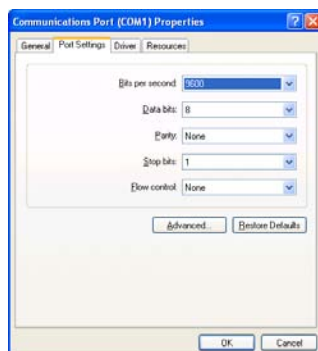 Communications Port (COM1) Properties
General Port Settings Driver Resources
Bits per second: 9600
Data bits: 8
Parity: None
Stop bits: 1
Flow control: None
Advanced... Restore Defaults
OK Cancel